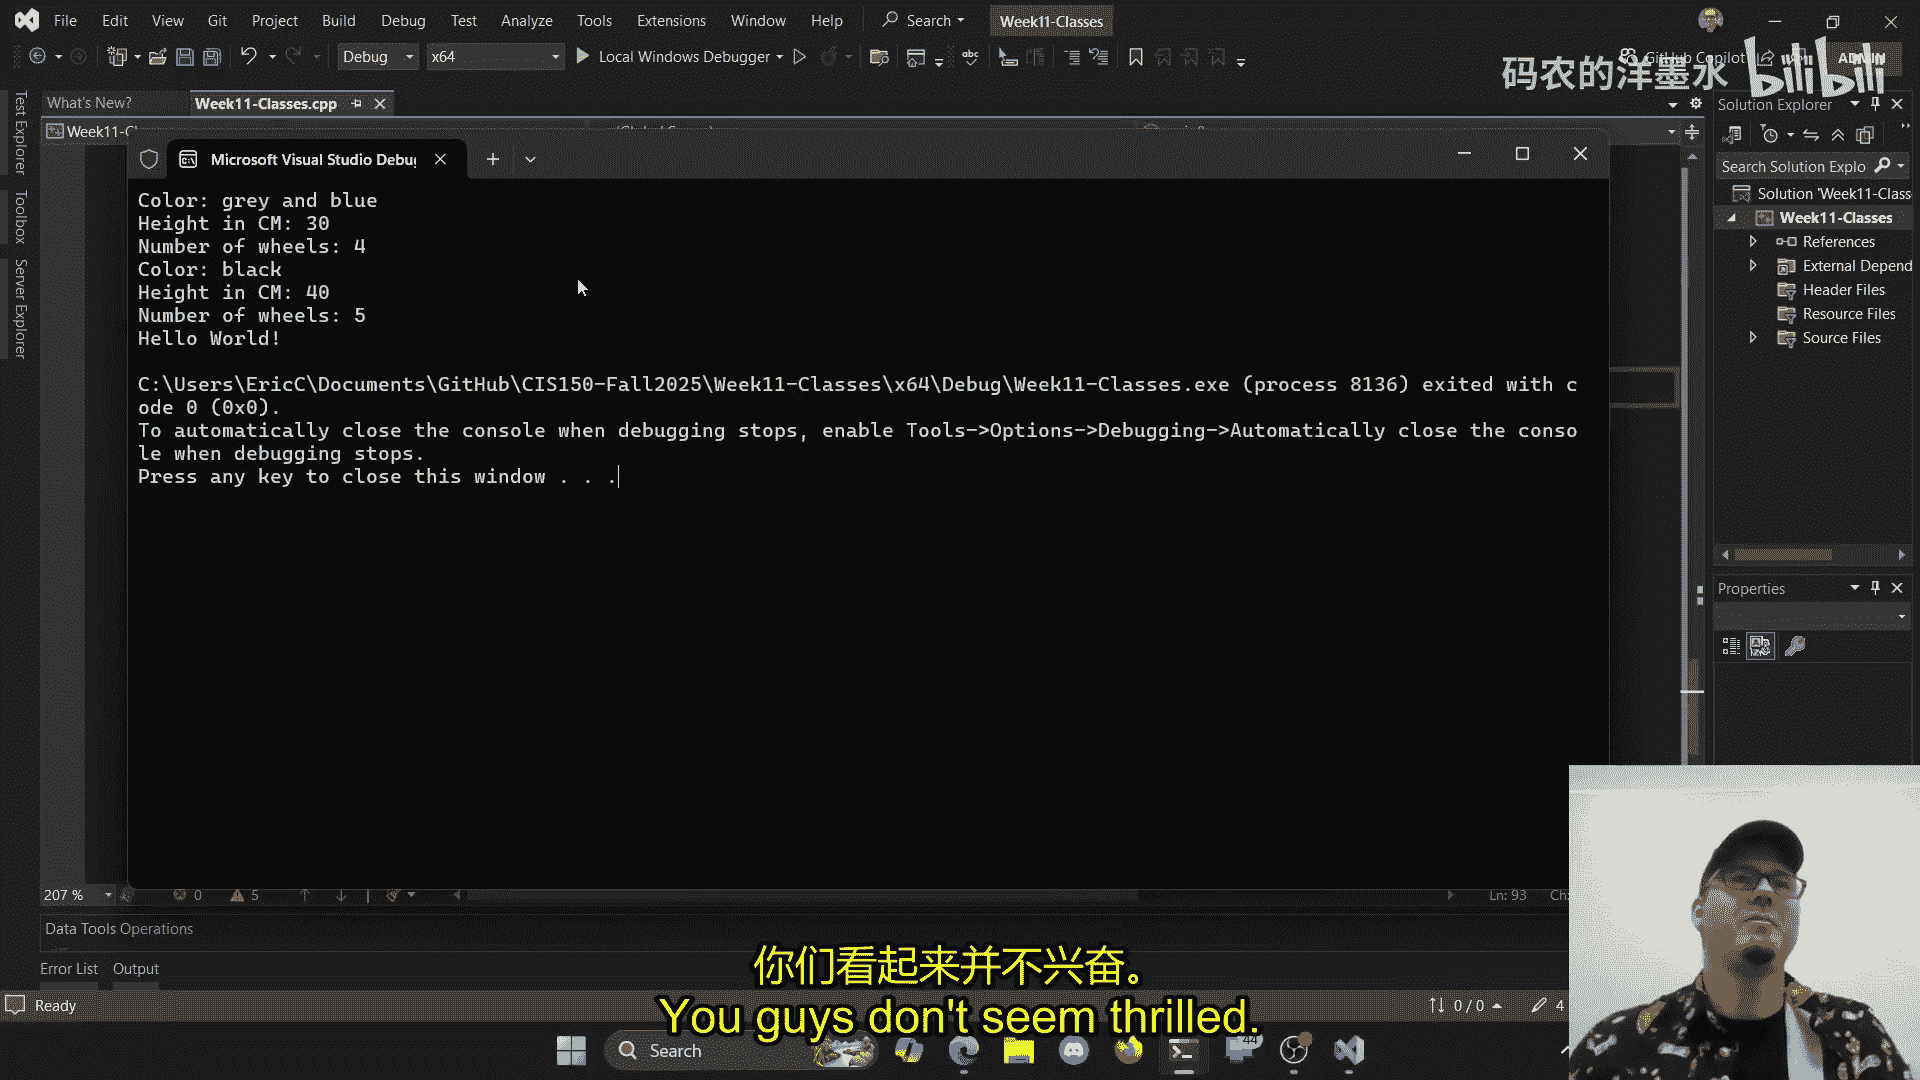 File Edit View Git Project Build Debug Test Analyze Tools Extensions Window Help Search Week11-Classes
Debug x64 Local Windows Debugger GitHub Copilot
码农的洋墨水 bilibili
What's New? Week11-Classes.cpp
Solution Explorer
Test Explorer
Toolbox
Server Explorer
Microsoft Visual Studio Debug
Color: grey and blue
Height in CM: 30
Number of wheels: 4
Color: black
Height in CM: 40
Number of wheels: 5
Hello World!
C:\Users\EricC\Documents\GitHub\CIS150-Fall2025\Week11-Classes\x64\Debug\Week11-Classes.exe (process 8136) exited with c
ode 0 (0x0).
To automatically close the console when debugging stops, enable Tools->Options->Debugging->Automatically close the conso
le when debugging stops.
Press any key to close this window . . .
Search Solution Explo
Solution 'Week11-Class
Week11-Classes
References
External Depend
Header Files
Resource Files
Source Files
Properties
207 % 0 5 Ln: 93
Data Tools Operations
Error List Output
Ready 0 / 0 4
你们看起来并不兴奋。
You guys don't seem thrilled.
Search 44